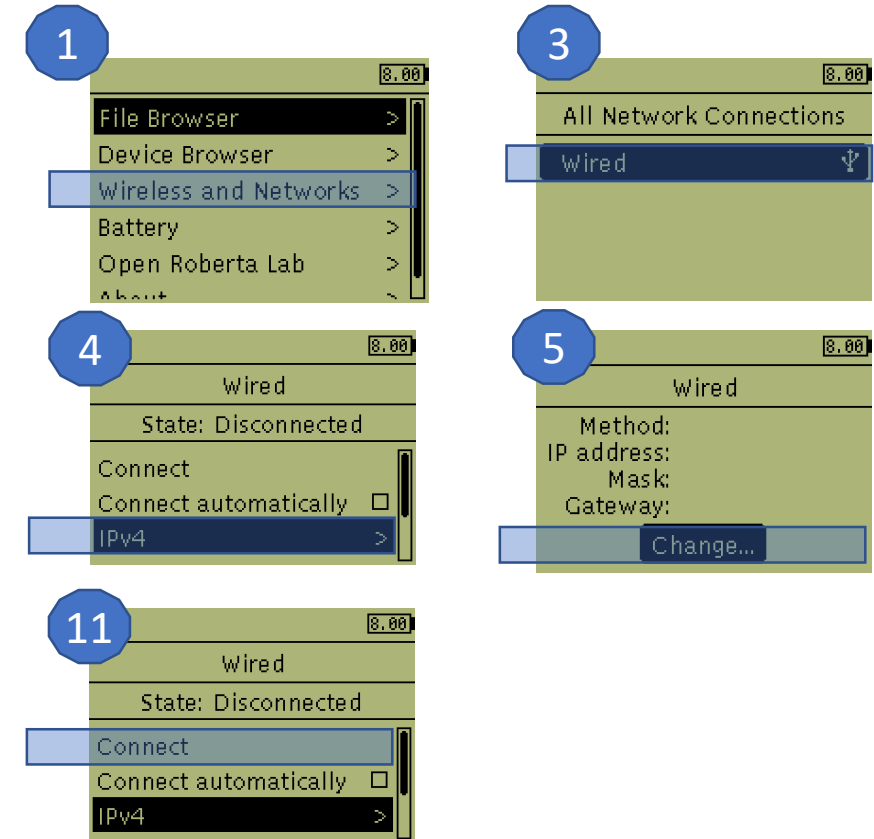 1
8.00
File Browser >
Device Browser >
Wireless and Networks >
Battery >
Open Roberta Lab >
About >
3
8.00
All Network Connections
Wired
4
8.00
Wired
State: Disconnected
Connect
Connect automatically
IPv4 >
5
8.00
Wired
Method:
IP address:
Mask:
Gateway:
Change...
11
8.00
Wired
State: Disconnected
Connect
Connect automatically
IPv4 >